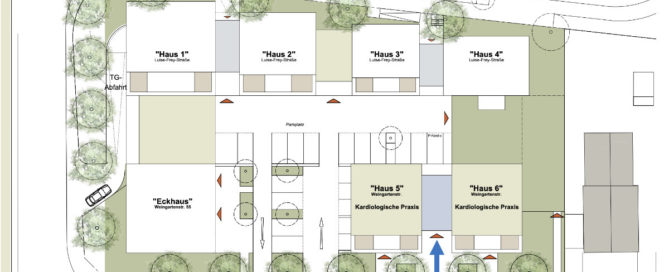 "Haus 1"
Luise-Frey-Straße
"Haus 2"
Luise-Frey-Straße
"Haus 3"
Luise-Frey-Straße
"Haus 4"
Luise-Frey-Straße
TG-
Abfahrt
Parkplatz
"Eckhaus"
Weingartenstr. 55
"Haus 5"
Weingartenstr.
Kardiologische Praxis
"Haus 6"
Weingartenstr.
Kardiologische Praxis